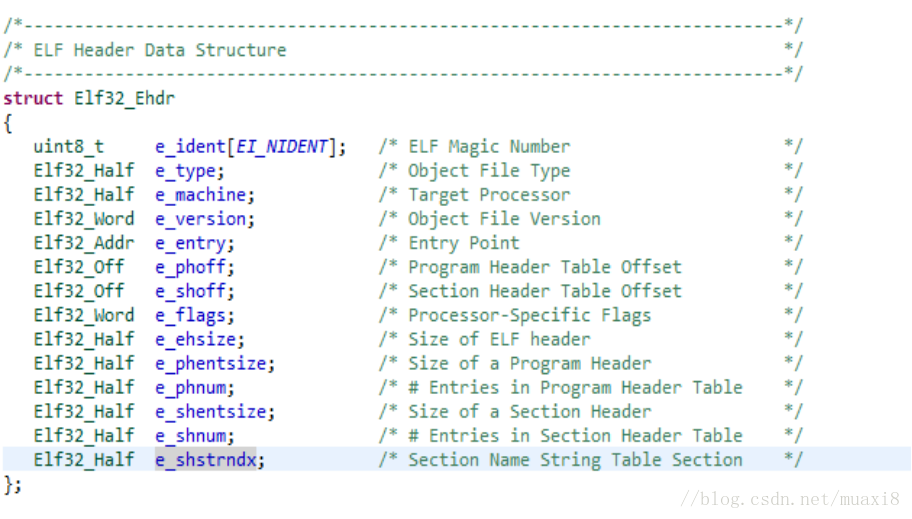 /*----------------------------------------------------------------------------*/
/* ELF Header Data Structure                                                  */
/*----------------------------------------------------------------------------*/
struct Elf32_Ehdr
{
   uint8_t     e_ident[EI_NIDENT];   /* ELF Magic Number                     */
   Elf32_Half  e_type;               /* Object File Type                     */
   Elf32_Half  e_machine;            /* Target Processor                     */
   Elf32_Word  e_version;            /* Object File Version                  */
   Elf32_Addr  e_entry;              /* Entry Point                          */
   Elf32_Off   e_phoff;              /* Program Header Table Offset          */
   Elf32_Off   e_shoff;              /* Section Header Table Offset          */
   Elf32_Word  e_flags;              /* Processor-Specific Flags             */
   Elf32_Half  e_ehsize;             /* Size of ELF header                   */
   Elf32_Half  e_phentsize;          /* Size of a Program Header             */
   Elf32_Half  e_phnum;              /* # Entries in Program Header Table    */
   Elf32_Half  e_shentsize;          /* Size of a Section Header             */
   Elf32_Half  e_shnum;              /* # Entries in Section Header Table    */
   Elf32_Half  e_shstrndx;           /* Section Name String Table Section    */
};
//blog.csdn.net/muaxi8